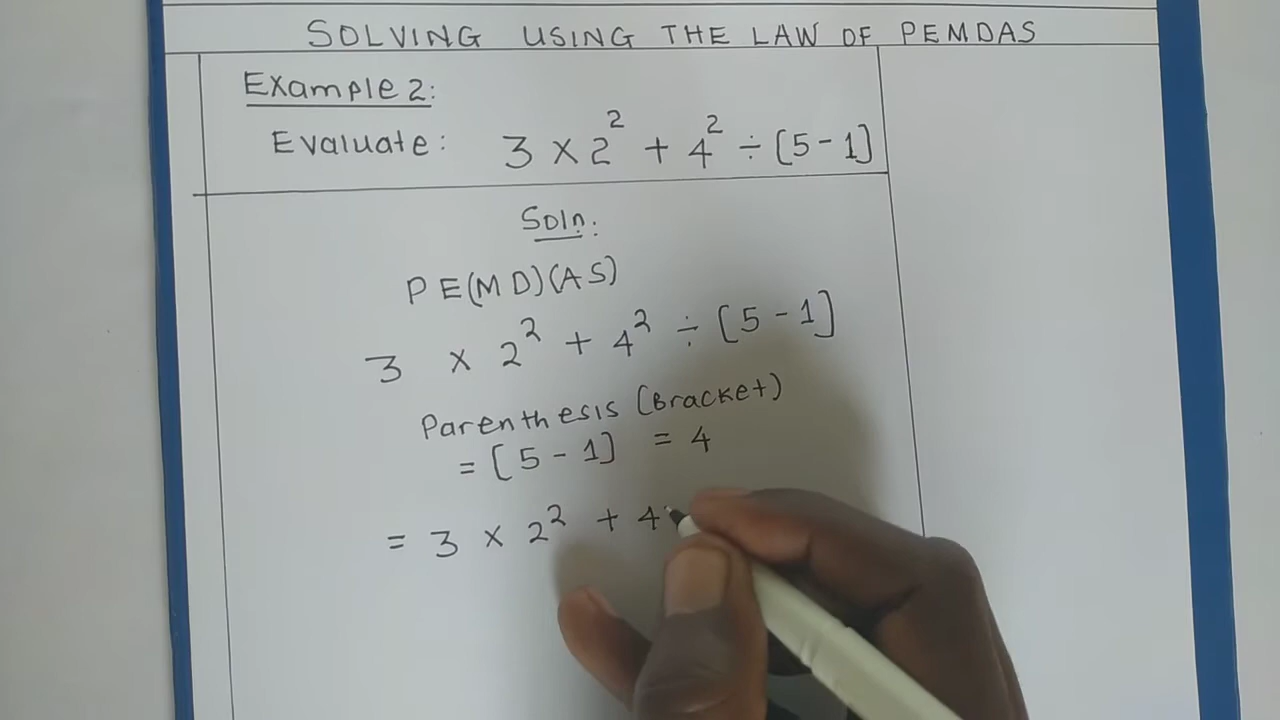 SOLVING USING THE LAW OF PEMDAS
Example 2:
Evaluate: 3 × 2² + 4² ÷ [5 - 1]
Soln:
PE(MD)(AS)
3 × 2² + 4² ÷ [5 - 1]
Parenthesis (Bracket)
= [5 - 1] = 4
= 3 × 2² + 4